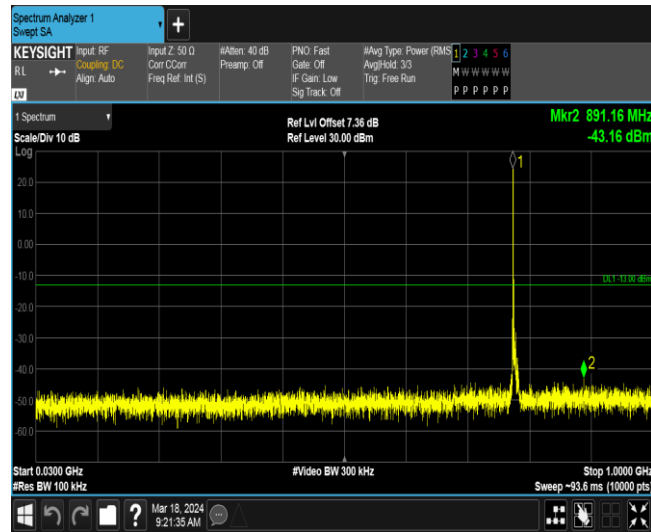 Spectrum Analyzer 1
Swept SA
+
KEYSIGHT
RL
LXI
Input: RF
Coupling: DC
Align: Auto
Input Z: 50 Ω
Corr CCorr
Freq Ref: Int (S)
#Atten: 40 dB
Preamp: Off
PNO: Fast
Gate: Off
IF Gain: Low
Sig Track: Off
#Avg Type: Power (RMS
Avg|Hold: 3/3
Trig: Free Run
1 2 3 4 5 6
M W W W W W
P P P P P P
1 Spectrum
Scale/Div 10 dB
Ref Lvl Offset 7.36 dB
Ref Level 30.00 dBm
Mkr2 891.16 MHz
-43.16 dBm
Log
1
20.0
10.0
0.00
-10.0
DL1 -13.00 dBm
-20.0
-30.0
-40.0
2
-50.0
-60.0
Start 0.0300 GHz
#Video BW 300 kHz
Stop 1.0000 GHz
#Res BW 100 kHz
Sweep ~93.6 ms (10000 pts)
?
Mar 18, 2024
9:21:35 AM